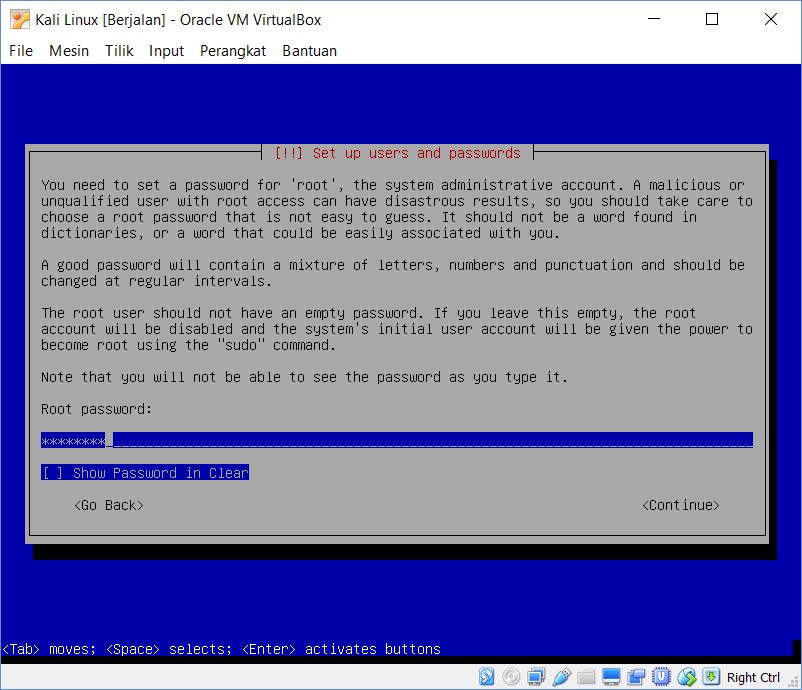 Kali Linux [Berjalan] - Oracle VM VirtualBox
File Mesin Tilik Input Perangkat Bantuan
[!!] Set up users and passwords
You need to set a password for 'root', the system administrative account. A malicious or
unqualified user with root access can have disastrous results, so you should take care to
choose a root password that is not easy to guess. It should not be a word found in
dictionaries, or a word that could be easily associated with you.
A good password will contain a mixture of letters, numbers and punctuation and should be
changed at regular intervals.
The root user should not have an empty password. If you leave this empty, the root
account will be disabled and the system's initial user account will be given the power to
become root using the "sudo" command.
Note that you will not be able to see the password as you type it.
Root password:
********
[ ] Show Password in Clear
<Go Back> <Continue>
<Tab> moves; <Space> selects; <Enter> activates buttons
Right Ctrl